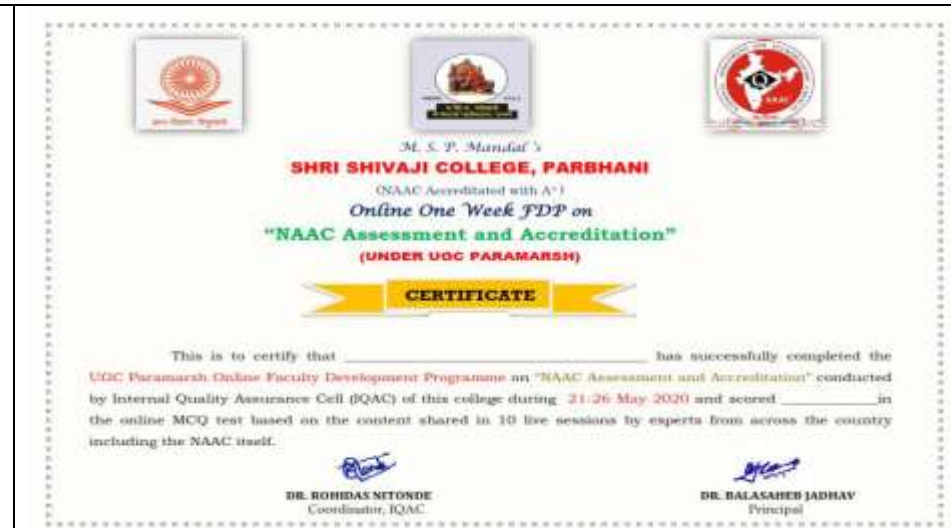 M. S. P. Mandal's
SHRI SHIVAJI COLLEGE, PARBHANI
(NAAC Accreditated with A+)
Online One Week FDP on
"NAAC Assessment and Accreditation"
(UNDER UGC PARAMARSH)
CERTIFICATE
This is to certify that ________ has successfully completed the
UGC Paramarsh Online Faculty Development Programme on "NAAC Assessment and Accreditation" conducted
by Internal Quality Assurance Cell (IQAC) of this college during 21-26 May 2020 and scored ________in
the online MCQ test based on the content shared in 10 live sessions by experts from across the country
including the NAAC itself.
DR. ROHIDAS NITONDE
Coordinator, IQAC
DR. BALASAHEB JADHAV
Principal